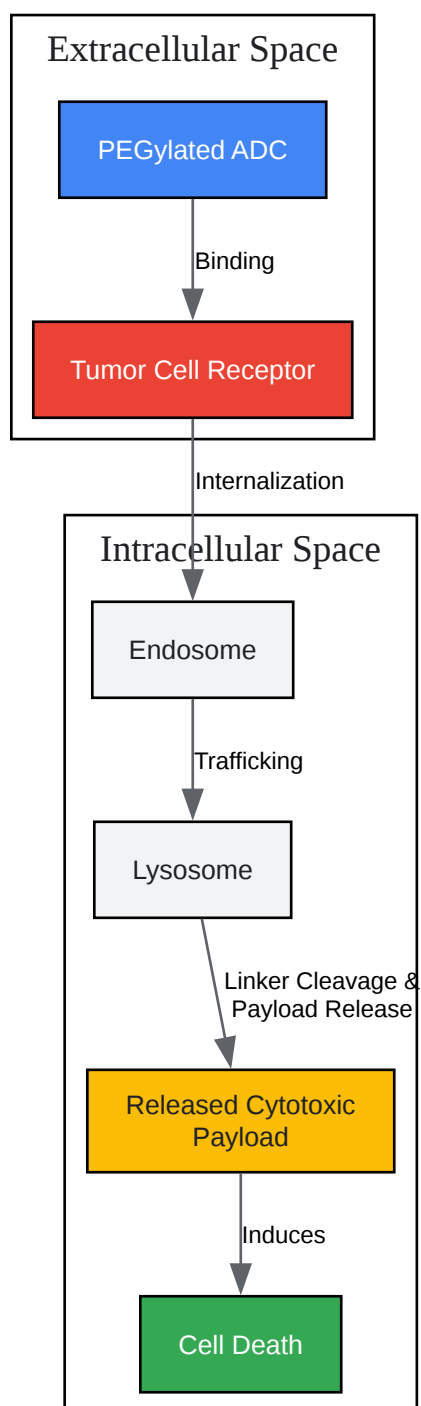 Extracellular Space
PEGylated ADC
Binding
Tumor Cell Receptor
Internalization
Intracellular Space
Endosome
Trafficking
Lysosome
Linker Cleavage &
Payload Release
Released Cytotoxic
Payload
Induces
Cell Death